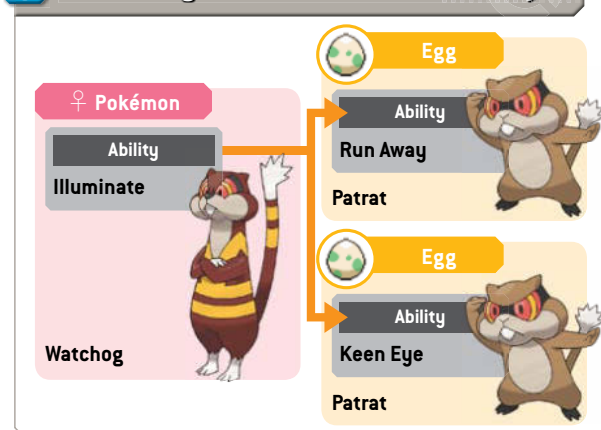 ♀ Pokémon
Ability
Illuminate
Watchog
Egg
Ability
Run Away
Patrat
Egg
Ability
Keen Eye
Patrat